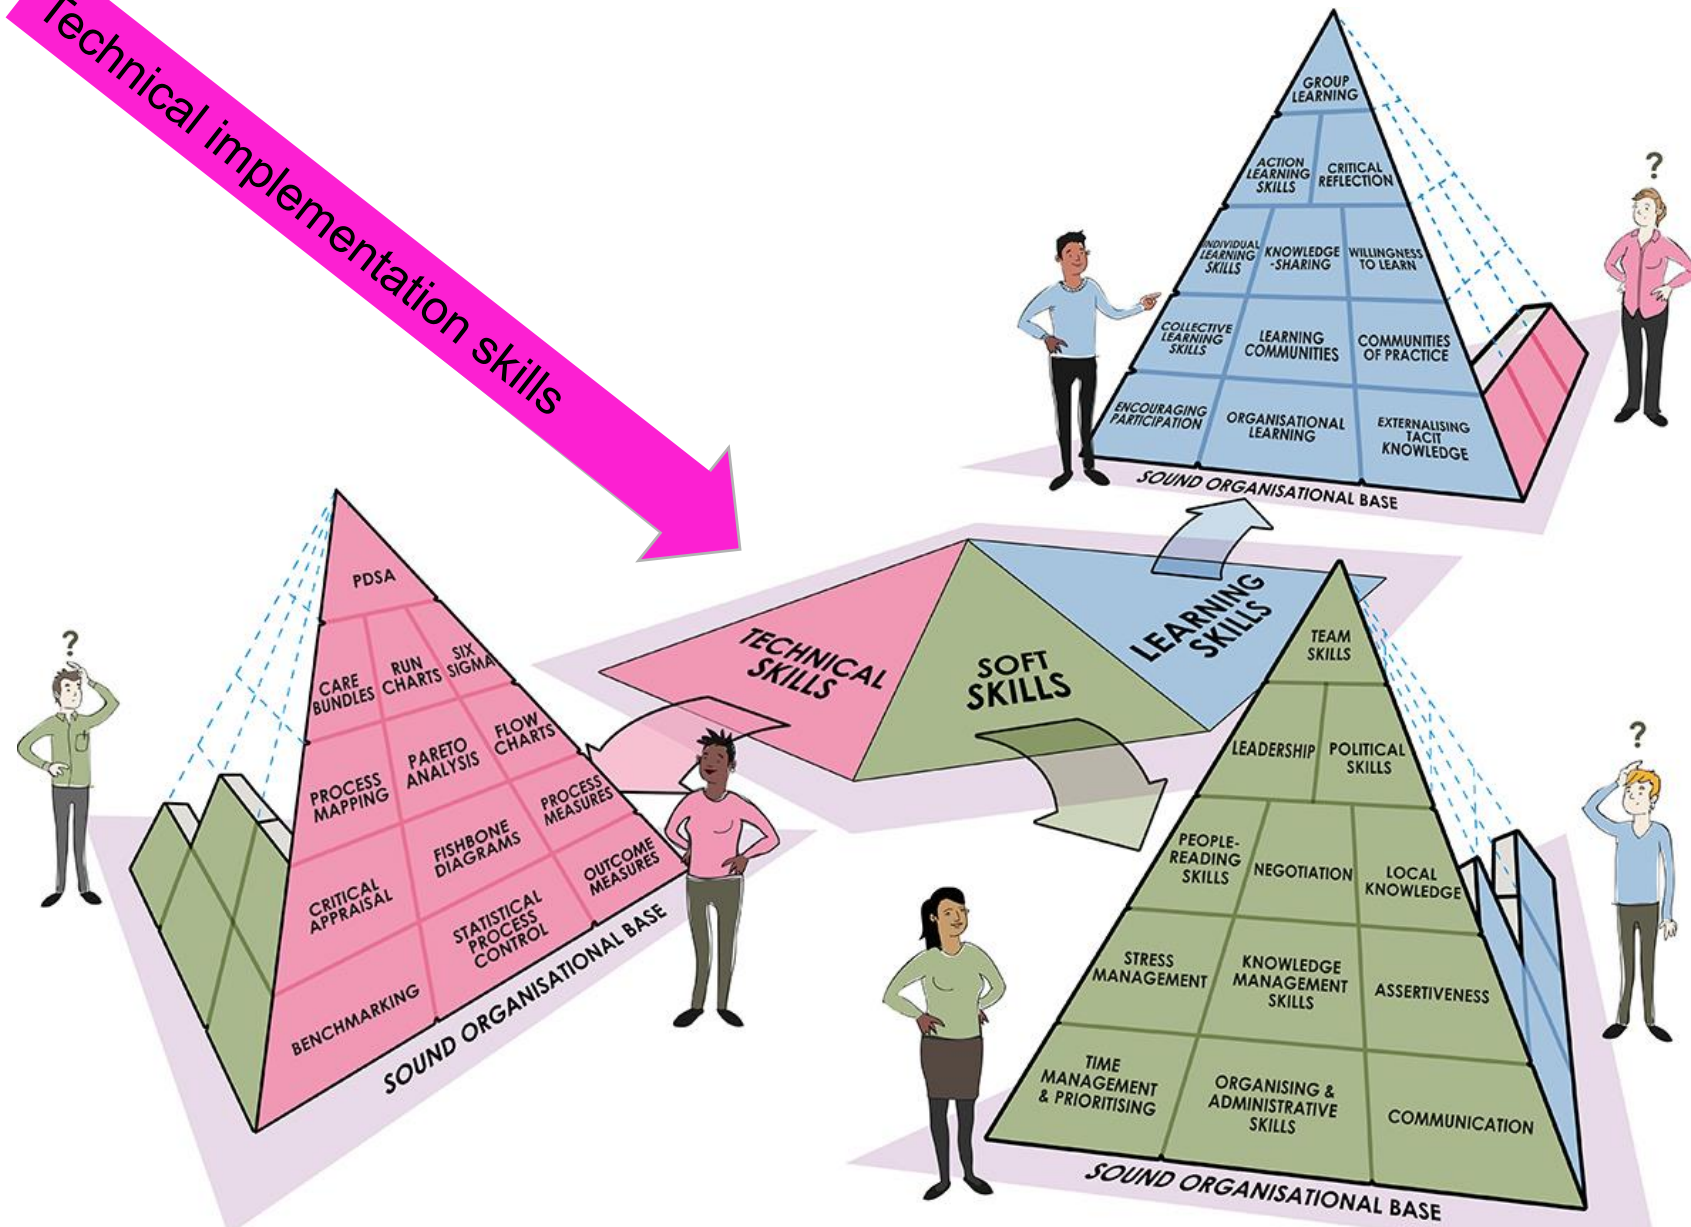 Technical implementation skills
GROUP
LEARNING
ACTION
LEARNING
SKILLS
CRITICAL
REFLECTION
INDIVIDUAL
LEARNING
SKILLS
KNOWLEDGE
-SHARING
WILLINGNESS
TO LEARN
COLLECTIVE
LEARNING
SKILLS
LEARNING
COMMUNITIES
COMMUNITIES
OF PRACTICE
ENCOURAGING
PARTICIPATION
ORGANISATIONAL
LEARNING
EXTERNALISING
TACIT
KNOWLEDGE
SOUND ORGANISATIONAL BASE
?
TECHNICAL
SKILLS
SOFT
SKILLS
LEARNING
SKILLS
?
PDSA
CARE
BUNDLES
RUN
CHARTS
SIX
SIGMA
PROCESS
MAPPING
PARETO
ANALYSIS
FLOW
CHARTS
CRITICAL
APPRAISAL
FISHBONE
DIAGRAMS
PROCESS
MEASURES
BENCHMARKING
STATISTICAL
PROCESS
CONTROL
OUTCOME
MEASURES
SOUND ORGANISATIONAL BASE
TEAM
SKILLS
LEADERSHIP
POLITICAL
SKILLS
PEOPLE-
READING
SKILLS
NEGOTIATION
LOCAL
KNOWLEDGE
STRESS
MANAGEMENT
KNOWLEDGE
MANAGEMENT
SKILLS
ASSERTIVENESS
TIME
MANAGEMENT
& PRIORITISING
ORGANISING &
ADMINISTRATIVE
SKILLS
COMMUNICATION
SOUND ORGANISATIONAL BASE
?